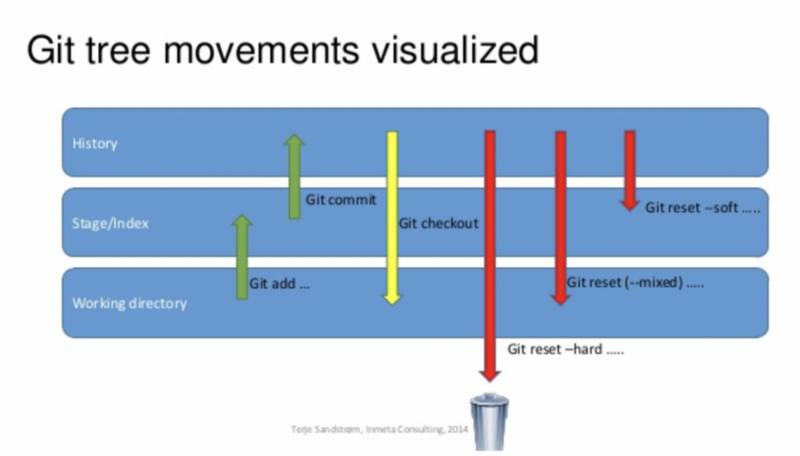 Git tree movements visualized
History
Git commit
Git reset –soft .....
Stage/Index
Git checkout
Git add ...
Git reset (--mixed) .....
Working directory
Git reset –hard .....
Terje Sandstrøm, Inmeta Consulting, 2014